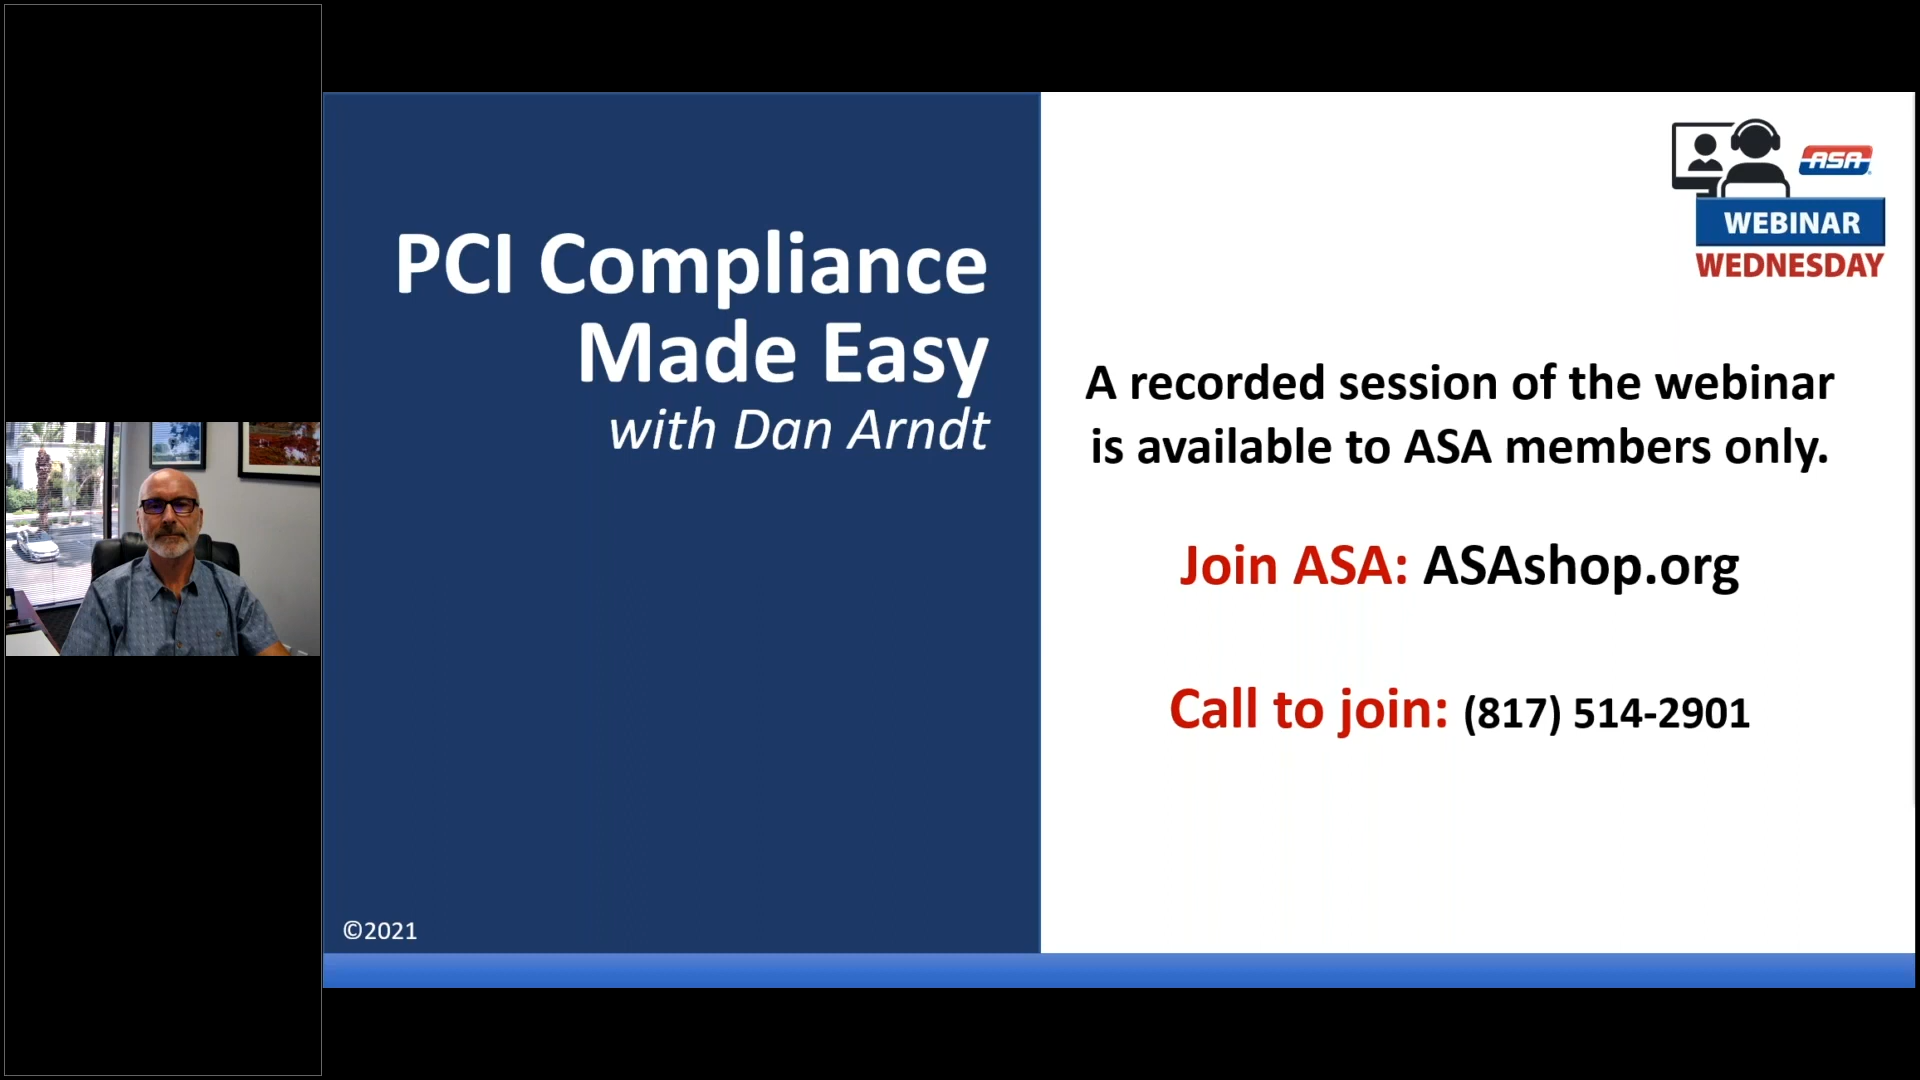 PCI Compliance
Made Easy
with Dan Arndt
©2021
ASA
WEBINAR
WEDNESDAY
A recorded session of the webinar
is available to ASA members only.
Join ASA: ASAshop.org
Call to join: (817) 514-2901